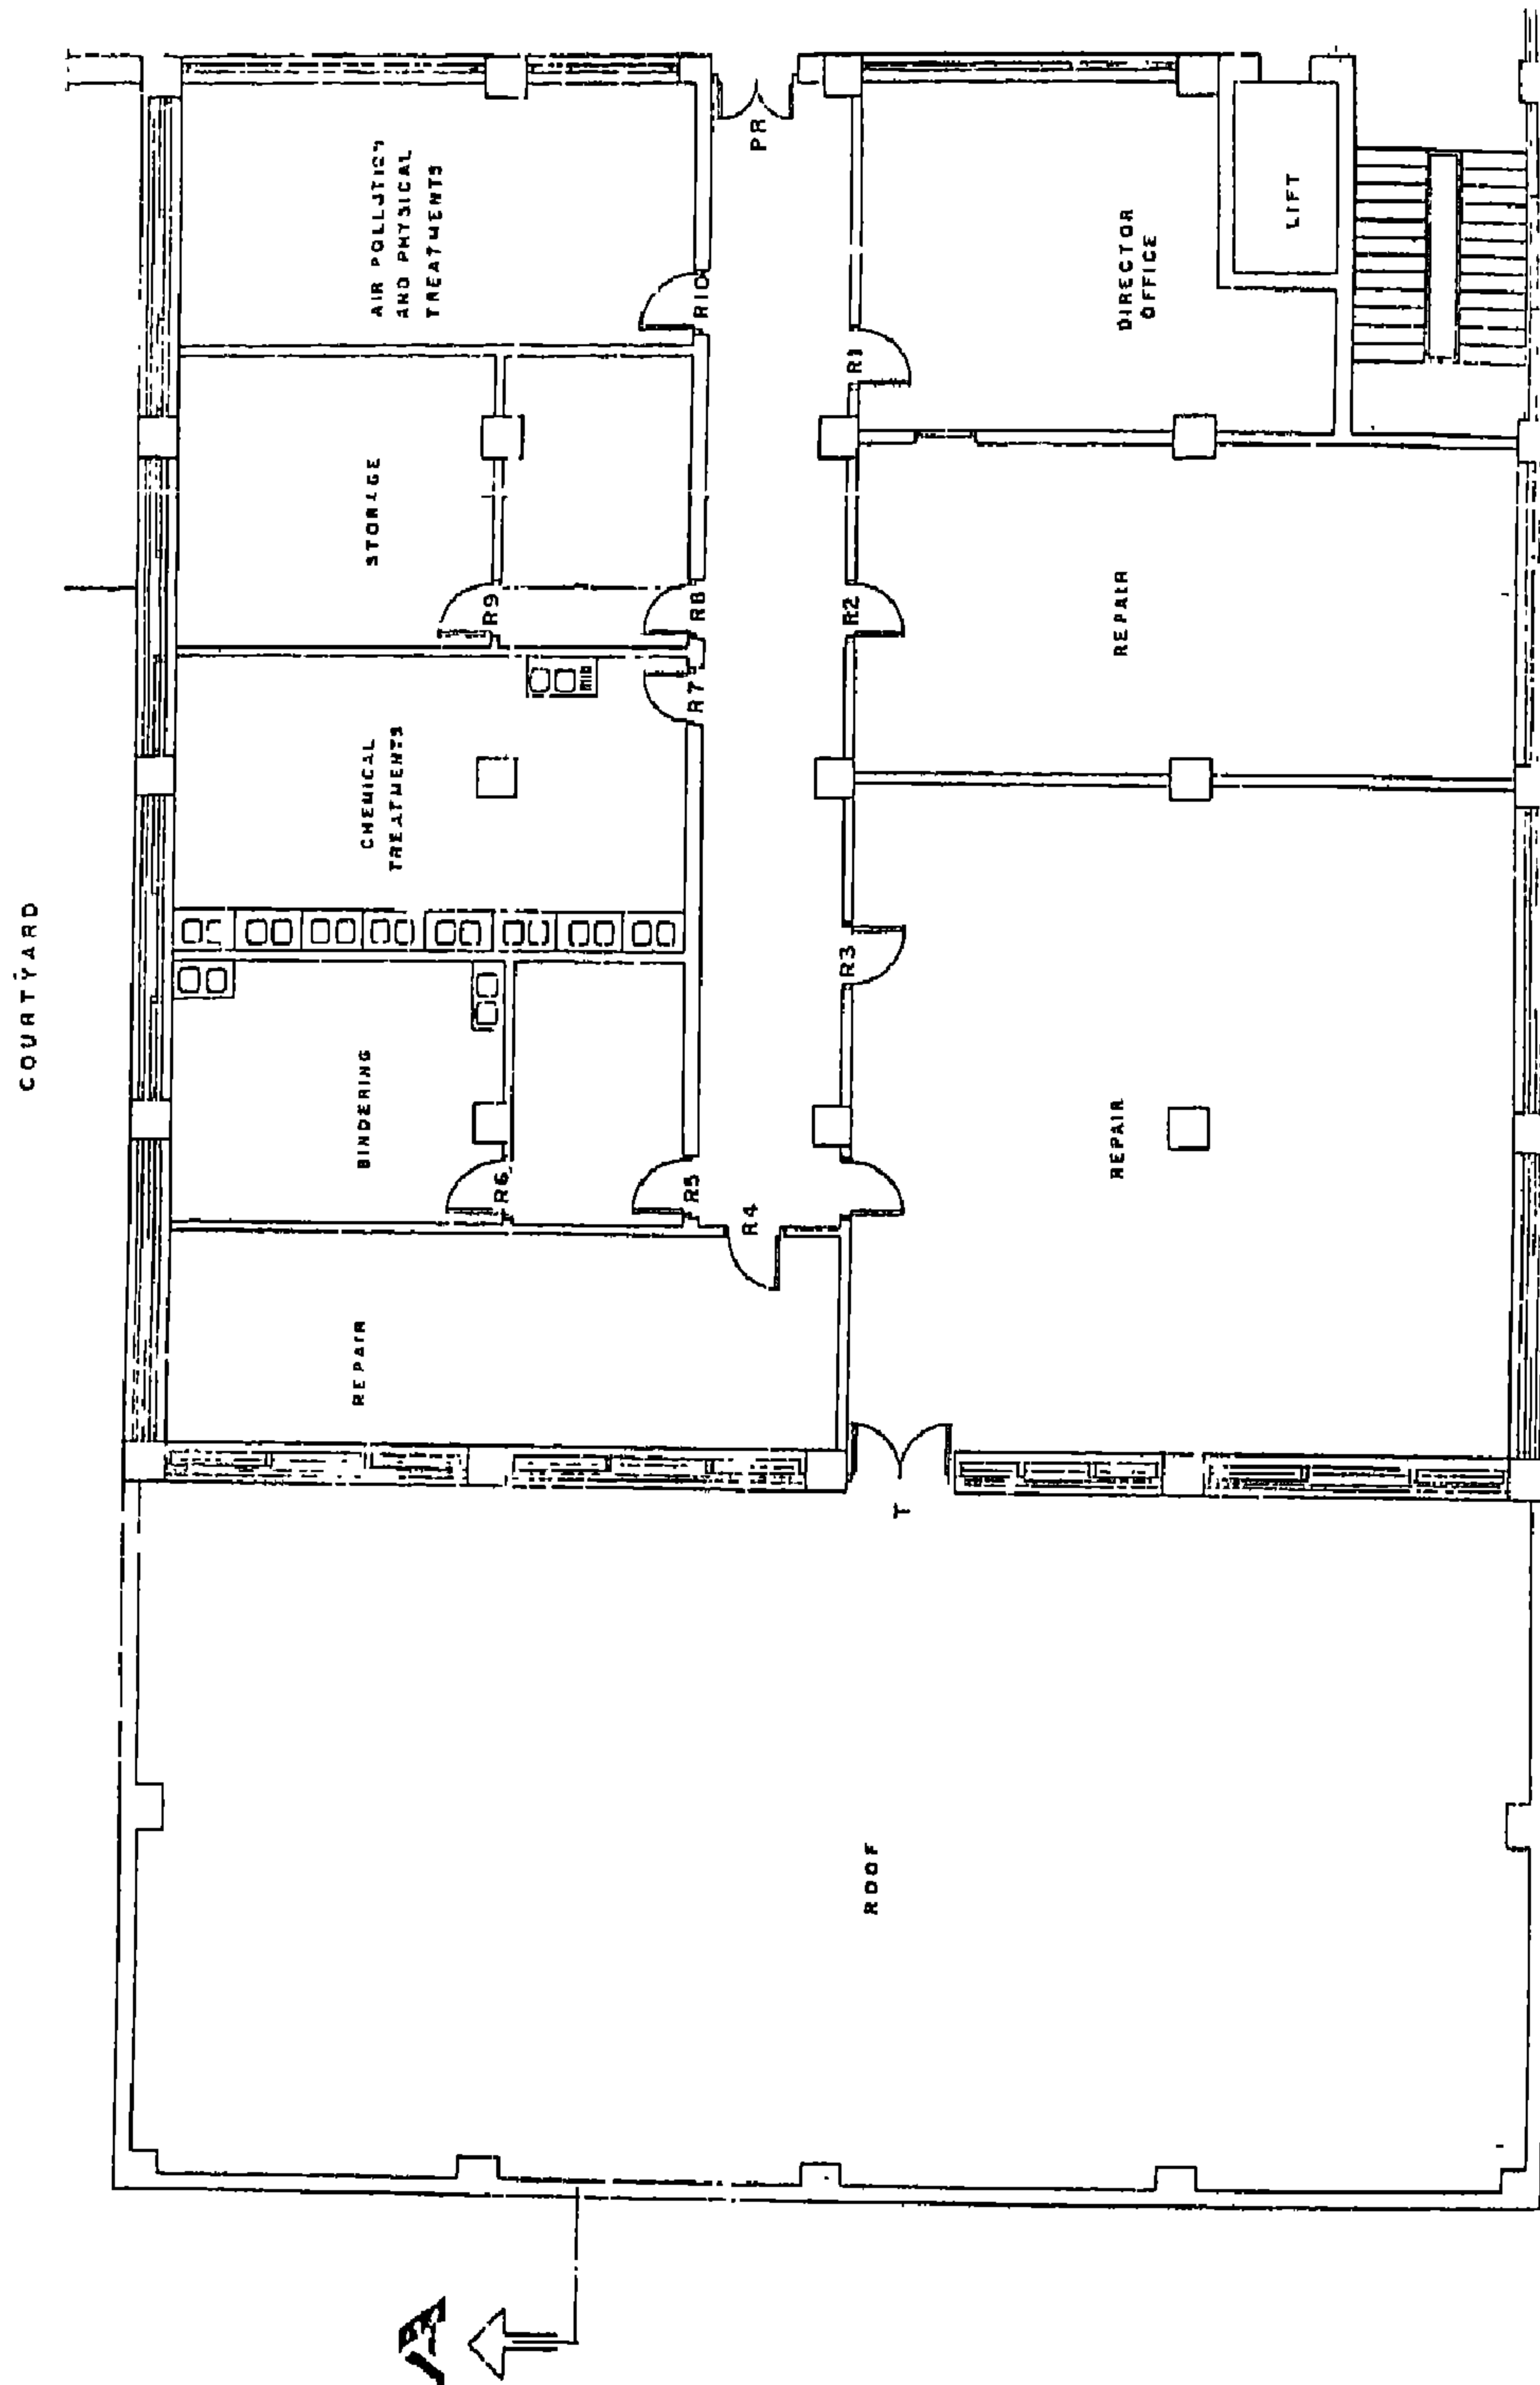 COURTYARD
REPAIR
BINDERING
CHEMICAL
TREATMENTS
STORAGE
AIR POLLUTION
AND PHYSICAL
TREATMENTS
R6
R5
R4
R7
R9
R8
R10
PR
R3
R2
R1
T
ROOF
REPAIR
REPAIR
DIRECTOR
OFFICE
LIFT
A